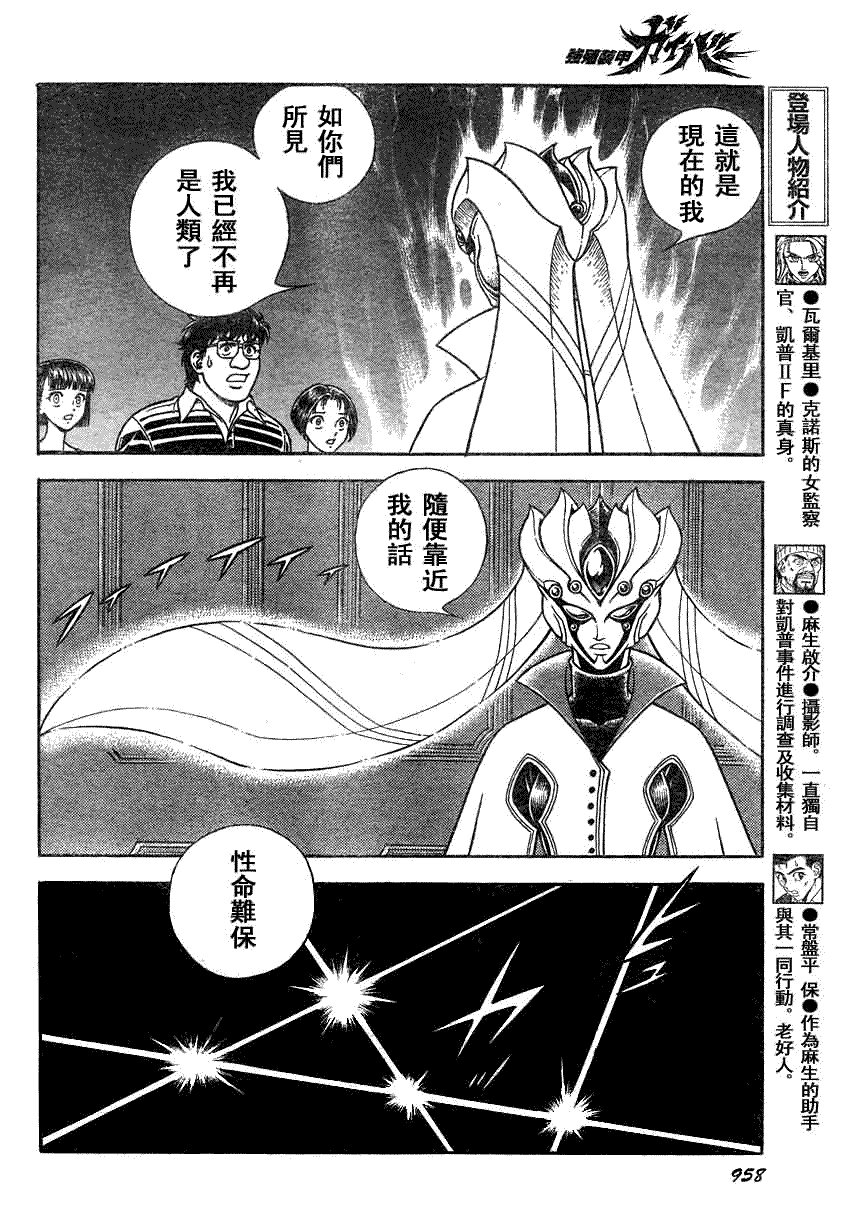 強殖装甲ガイバー
登場人物紹介
●瓦爾基里●克諾斯的女監察
官、凱普ⅡF的真身。
●麻生啟介●攝影師。一直獨自
對凱普事件進行調查及收集材料。
●常盤平 保●作為麻生的助手
與其一同行動。老好人。
這就是
現在的我
如你們
所見
我已經不再
是人類了
隨便靠近
我的話
性命難保
958